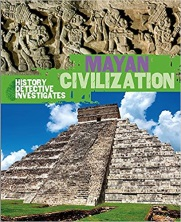 MAYAN
CIVILIZATION
HISTORY
DETECTIVE
INVESTIGATES